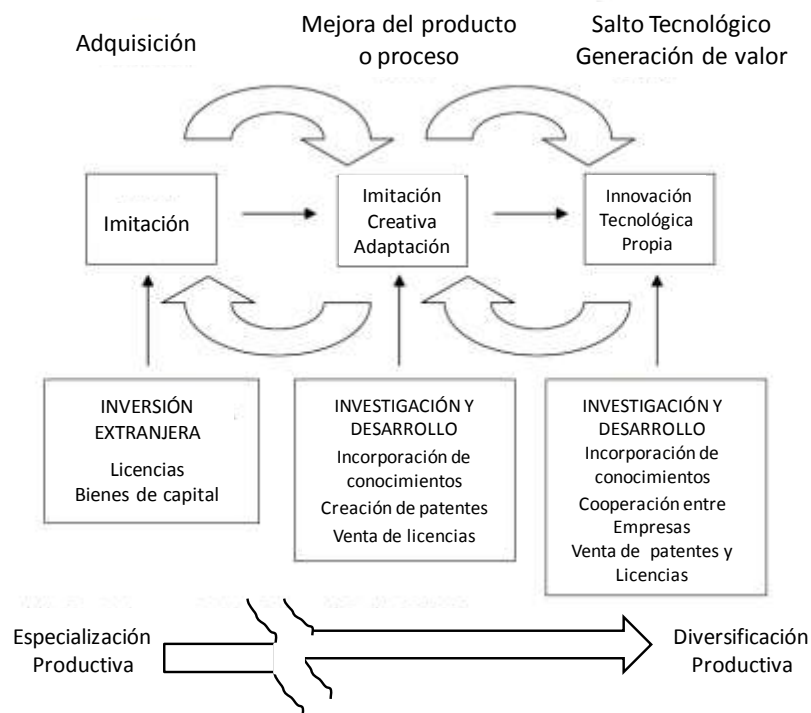 Adquisición
Mejora del producto
o proceso
Salto Tecnológico
Generación de valor
Imitación
Imitación
Creativa
Adaptación
Innovación
Tecnológica
Propia
INVERSIÓN
EXTRANJERA
Licencias
Bienes de capital
INVESTIGACIÓN Y
DESARROLLO
Incorporación de
conocimientos
Creación de patentes
Venta de licencias
INVESTIGACIÓN Y
DESARROLLO
Incorporación de
conocimientos
Cooperación entre
Empresas
Venta de patentes y
Licencias
Especialización
Productiva
Diversificación
Productiva